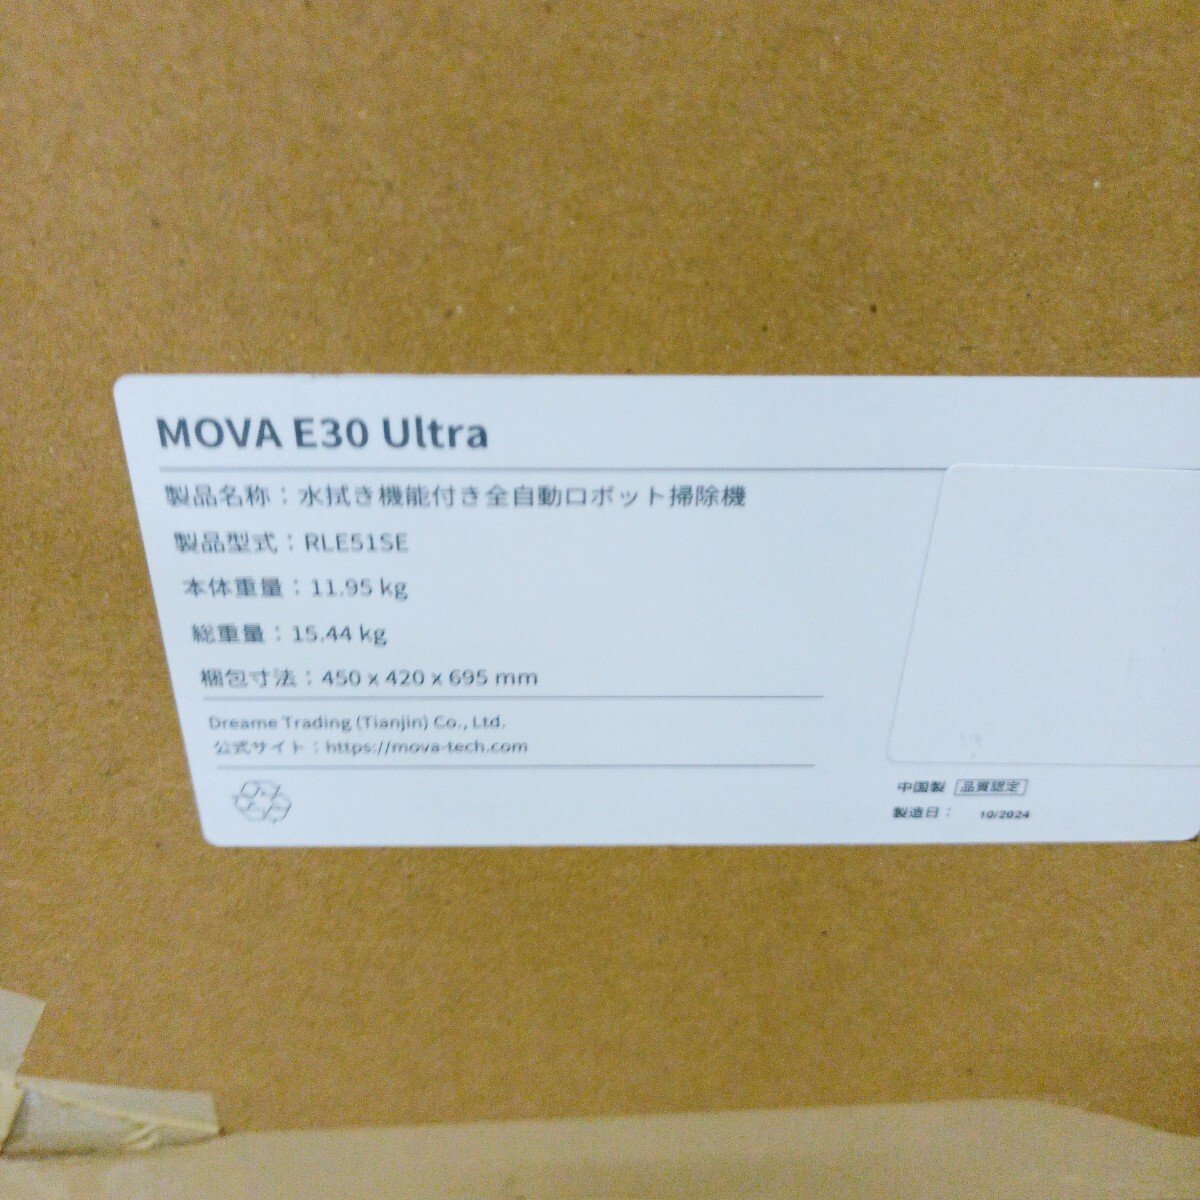 MOVA E30 Ultra
製品名称：水拭き機能付き全自動ロボット掃除機
製品型式：RLE51SE
本体重量：11.95 kg
総重量：15.44 kg
梱包寸法：450 x 420 x 695 mm
Dreame Trading (Tianjin) Co., Ltd.
公式サイト：https://mova-tech.com
中国製 品質認定
製造日： 10/2024